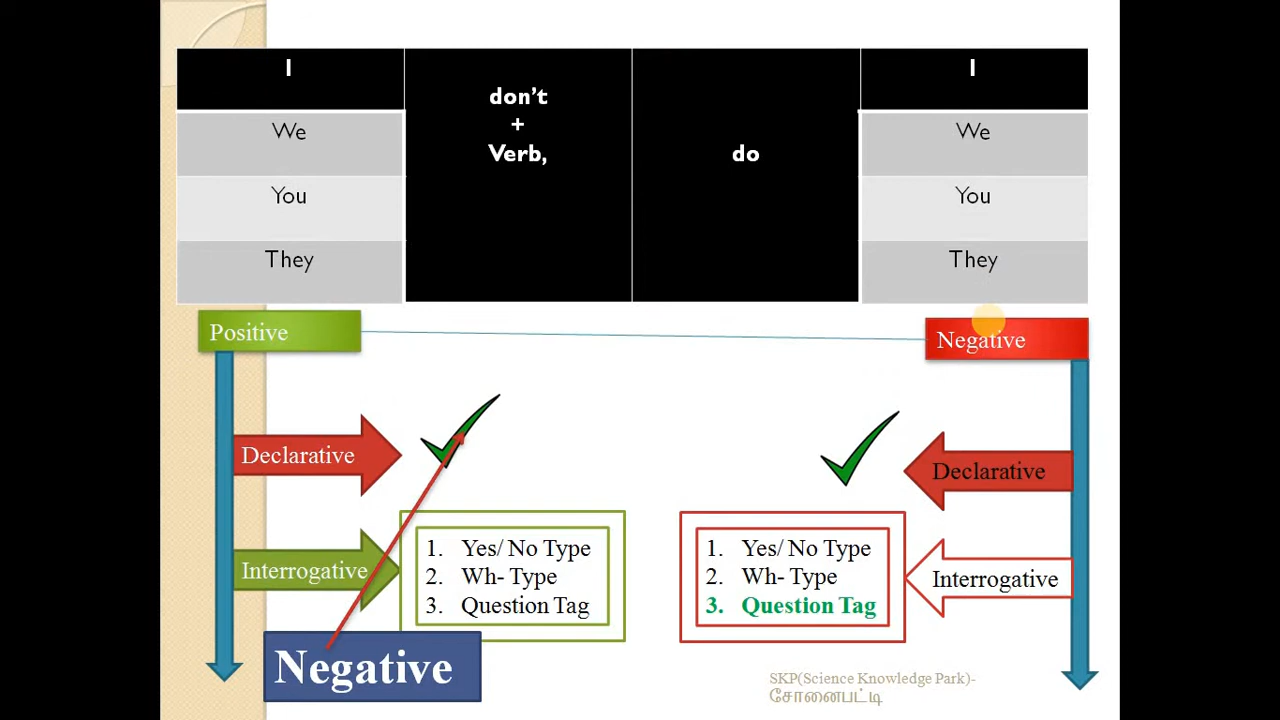 I
don't
+
Verb,
do
I
We
We
You
You
They
They
Positive
Negative
Declarative
Declarative
Interrogative
1. Yes/ No Type
2. Wh- Type
3. Question Tag
1. Yes/ No Type
2. Wh- Type
3. Question Tag
Interrogative
Negative
SKP(Science Knowledge Park)-
சோனைபட்டி